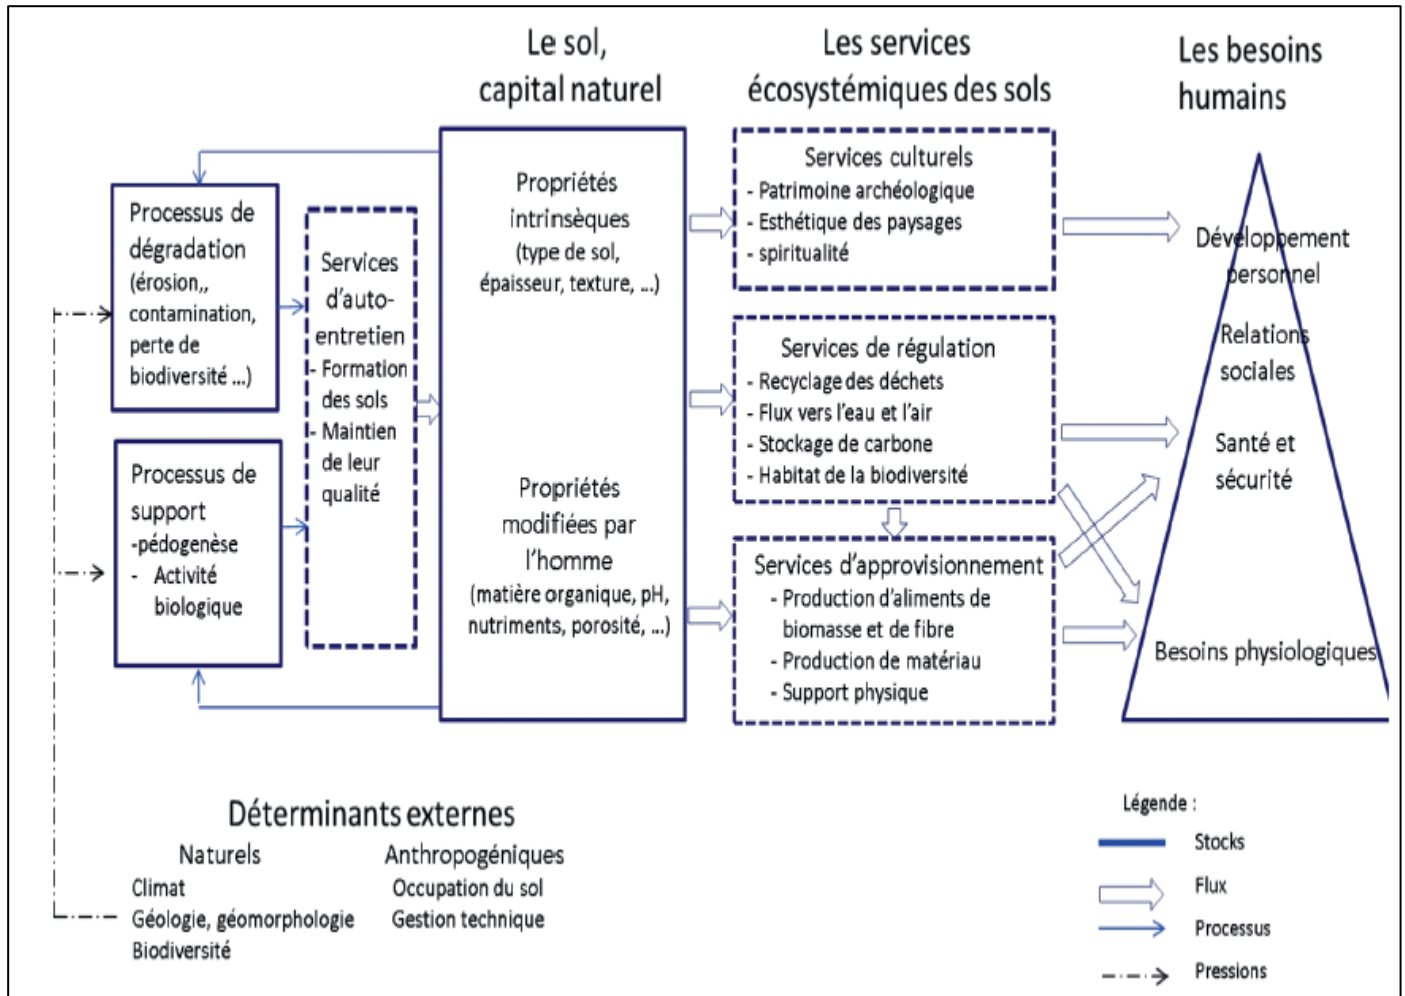 Le sol,
capital naturel
Les services
écosystémiques des sols
Les besoins
humains
Processus de
dégradation
(érosion,,
contamination,
perte de
biodiversité ...)
Processus de
support
-pédogenèse
- Activité
biologique
Services
d'auto-
entretien
- Formation
des sols
- Maintien
de leur
qualité
Propriétés
intrinsèques
(type de sol,
épaisseur, texture, ...)
Propriétés
modifiées par
l'homme
(matière organique, pH,
nutriments, porosité, ...)
Services culturels
- Patrimoine archéologique
- Esthétique des paysages
- spiritualité
Services de régulation
- Recyclage des déchets
- Flux vers l'eau et l'air
- Stockage de carbone
- Habitat de la biodiversité
Services d'approvisionnement
- Production d'aliments de
biomasse et de fibre
- Production de matériau
- Support physique
Développement
personnel
Relations
sociales
Santé et
sécurité
Besoins physiologiques
Déterminants externes
Naturels
Climat
Géologie, géomorphologie
Biodiversité
Anthropogéniques
Occupation du sol
Gestion technique
Légende :
Stocks
Flux
Processus
Pressions